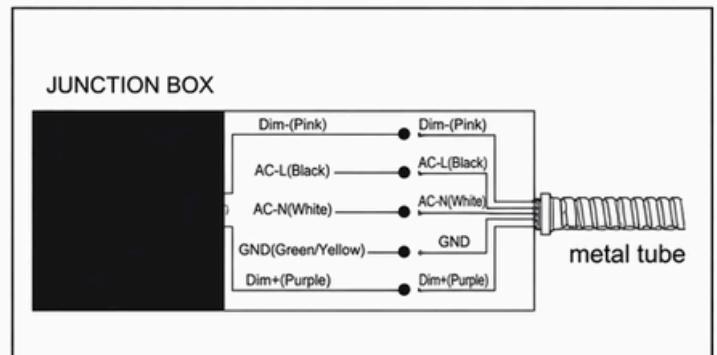 JUNCTION BOX
Dim-(Pink) Dim-(Pink)
AC-L(Black) AC-L(Black)
AC-N(White) AC-N(White)
GND(Green/Yellow) GND
Dim+(Purple) Dim+(Purple)
metal tube